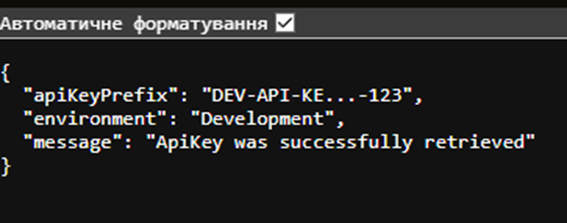 Автоматичне форматування
{
"apiKeyPrefix": "DEV-API-KE...-123",
"environment": "Development",
"message": "ApiKey was successfully retrieved"
}